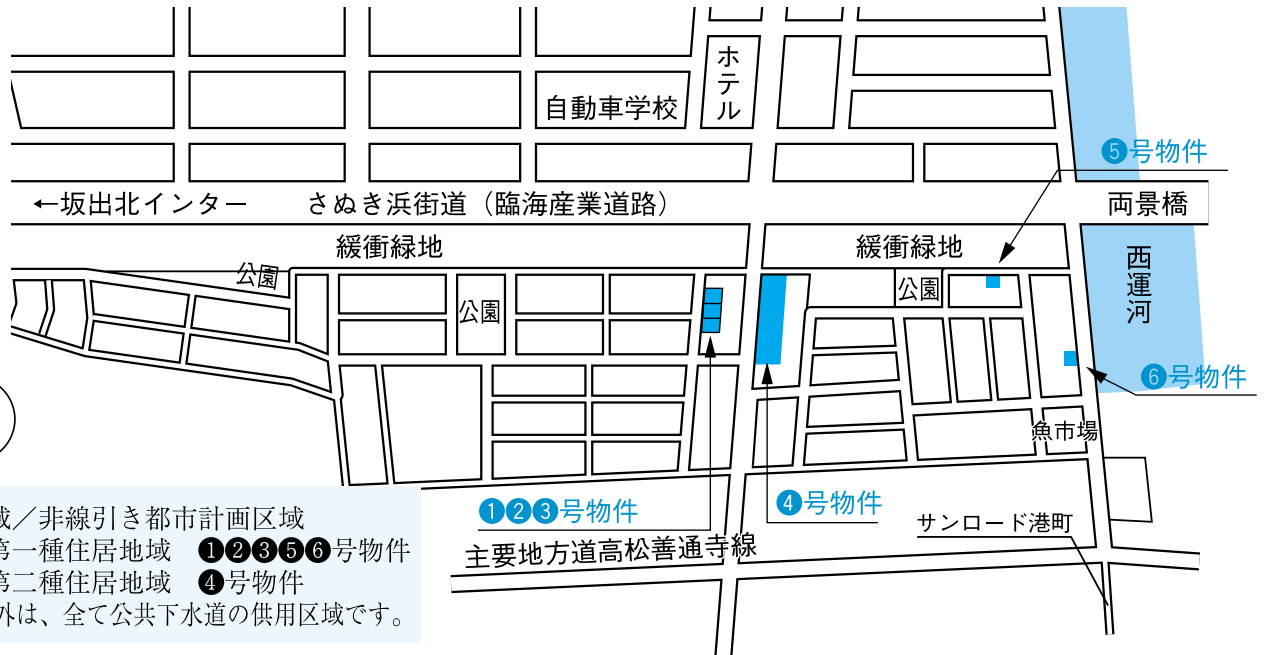 ホテル
自動車学校
❺号物件
←坂出北インター
さぬき浜街道（臨海産業道路）
両景橋
緩衝緑地
緩衝緑地
西運河
公園
公園
公園
❻号物件
魚市場
❶❷❸号物件
❹号物件
サンロード港町
主要地方道高松善通寺線
域／非線引き都市計画区域
第一種住居地域　❶❷❸❺❻号物件
第二種住居地域　❹号物件
外は、全て公共下水道の供用区域です。